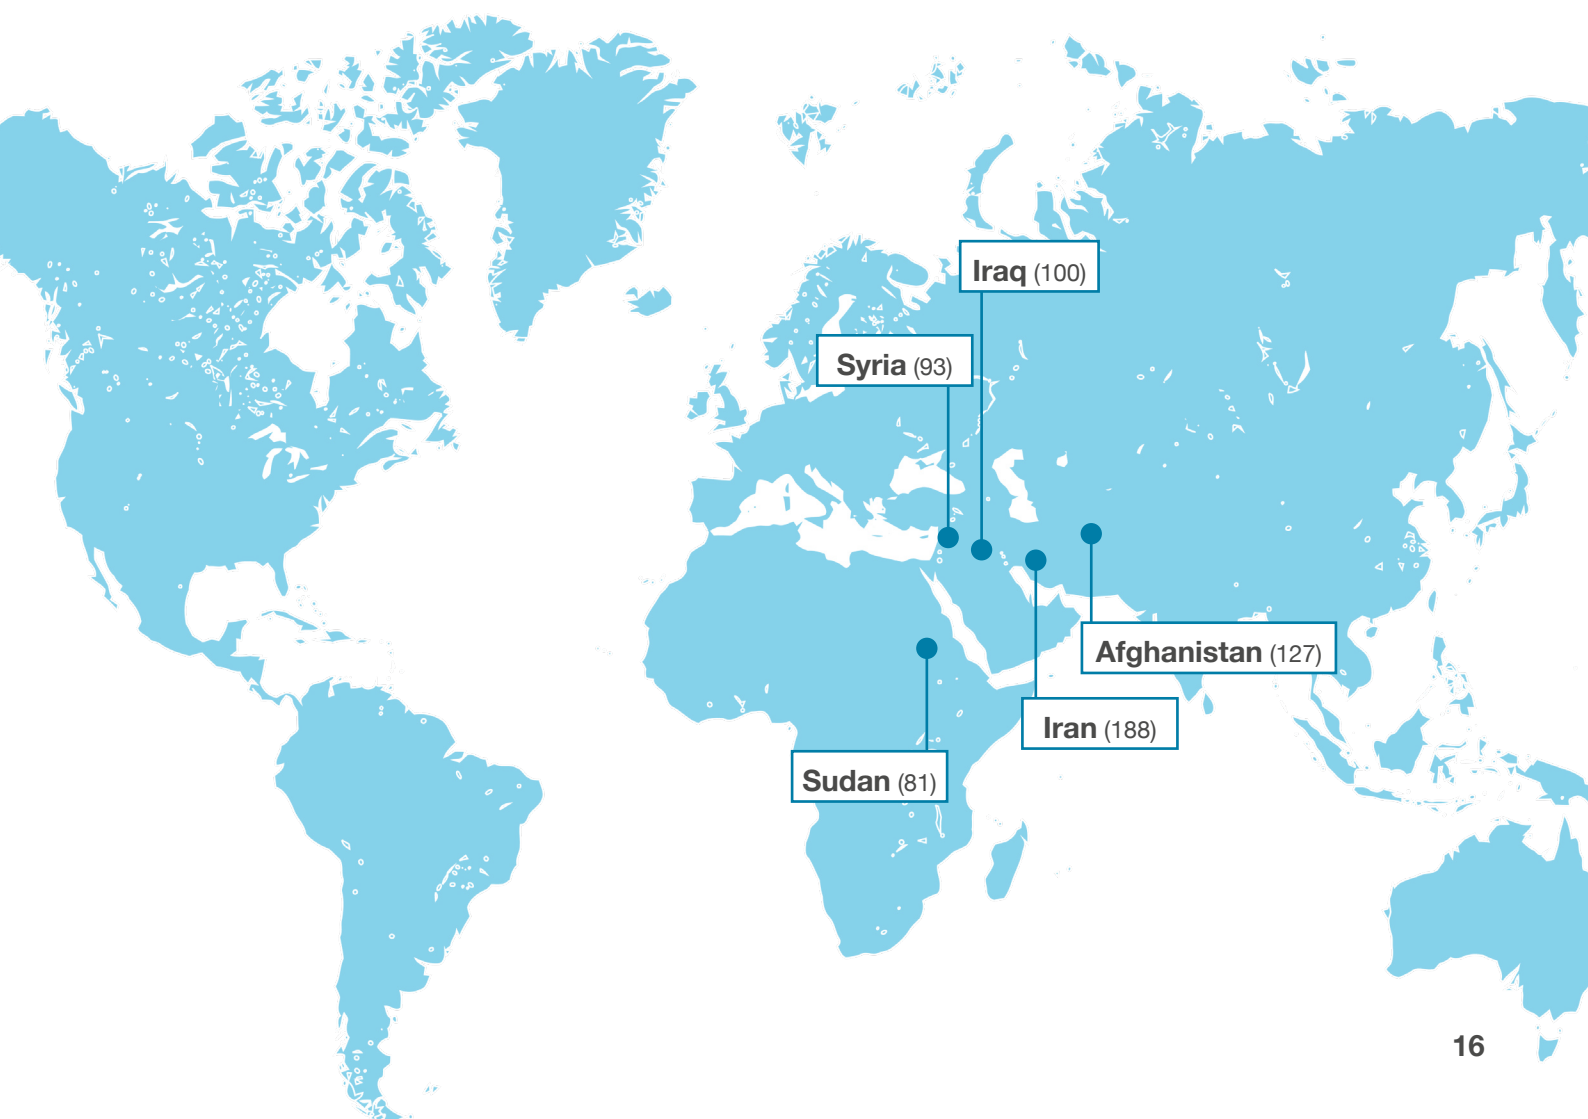 Iraq (100)
Syria (93)
Afghanistan (127)
Iran (188)
Sudan (81)
16